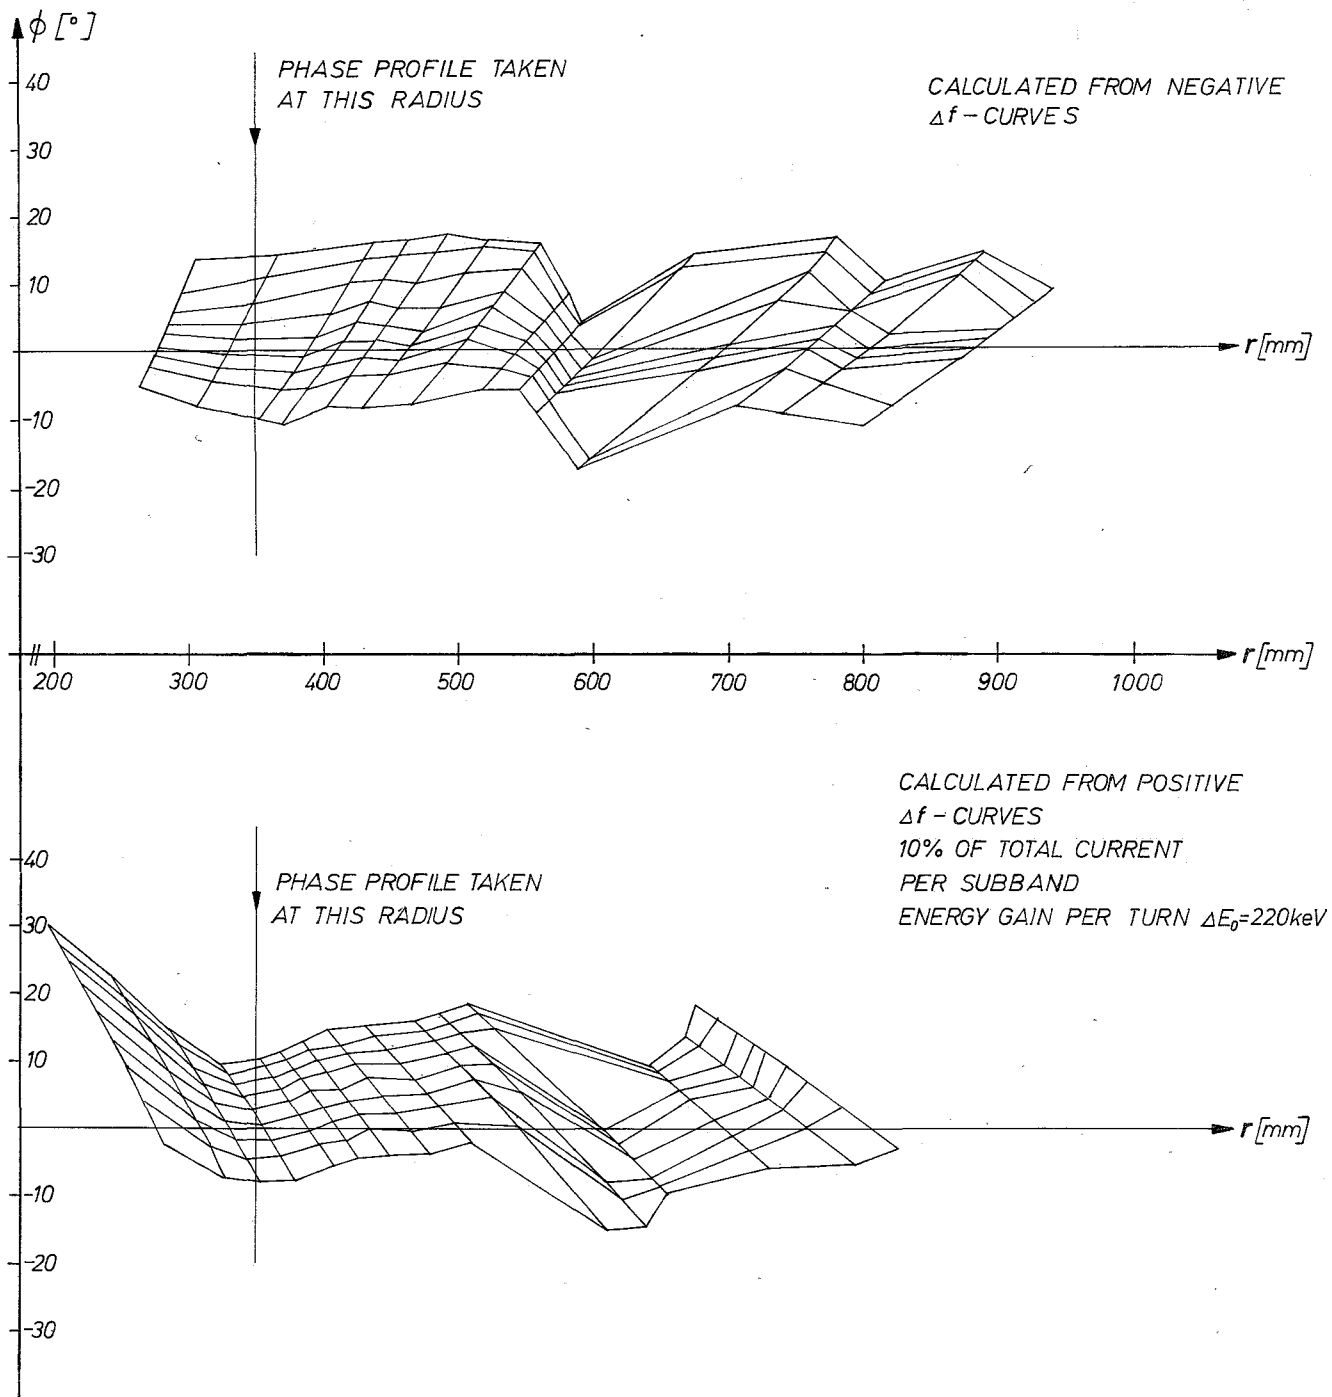 ϕ [°]
PHASE PROFILE TAKEN
AT THIS RADIUS
CALCULATED FROM NEGATIVE
Δf - CURVES
40
30
20
10
-10
-20
-30
r [mm]
r [mm]
200 300 400 500 600 700 800 900 1000
CALCULATED FROM POSITIVE
Δf - CURVES
10% OF TOTAL CURRENT
PER SUBBAND
ENERGY GAIN PER TURN ΔE₀=220keV
PHASE PROFILE TAKEN
AT THIS RADIUS
40
30
20
10
-10
-20
-30
r [mm]